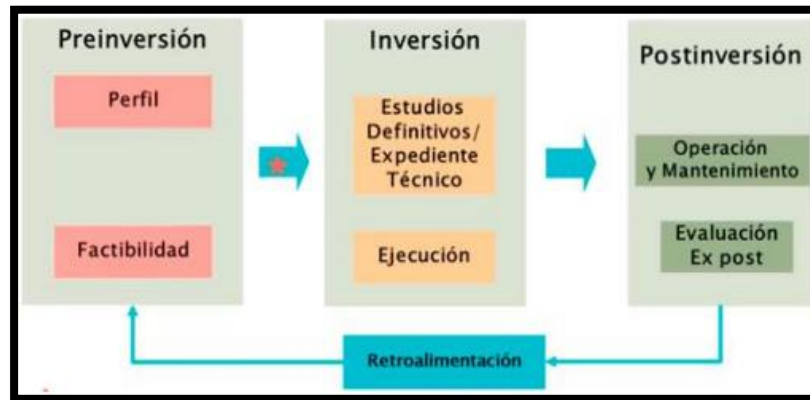 Preinversión
Perfil
Factibilidad
*
Inversión
Estudios
Definitivos/
Expediente
Técnico
Ejecución
Postinversión
Operación
y Mantenimiento
Evaluación
Ex post
Retroalimentación